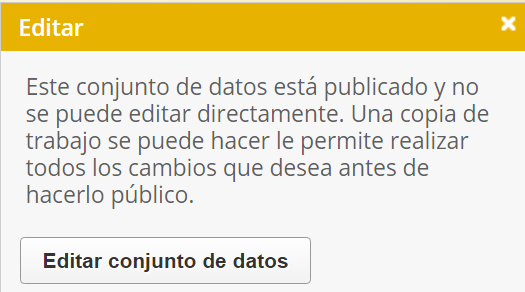 Editar
Este conjunto de datos está publicado y no
se puede editar directamente. Una copia de
trabajo se puede hacer le permite realizar
todos los cambios que desea antes de
hacerlo público.
Editar conjunto de datos